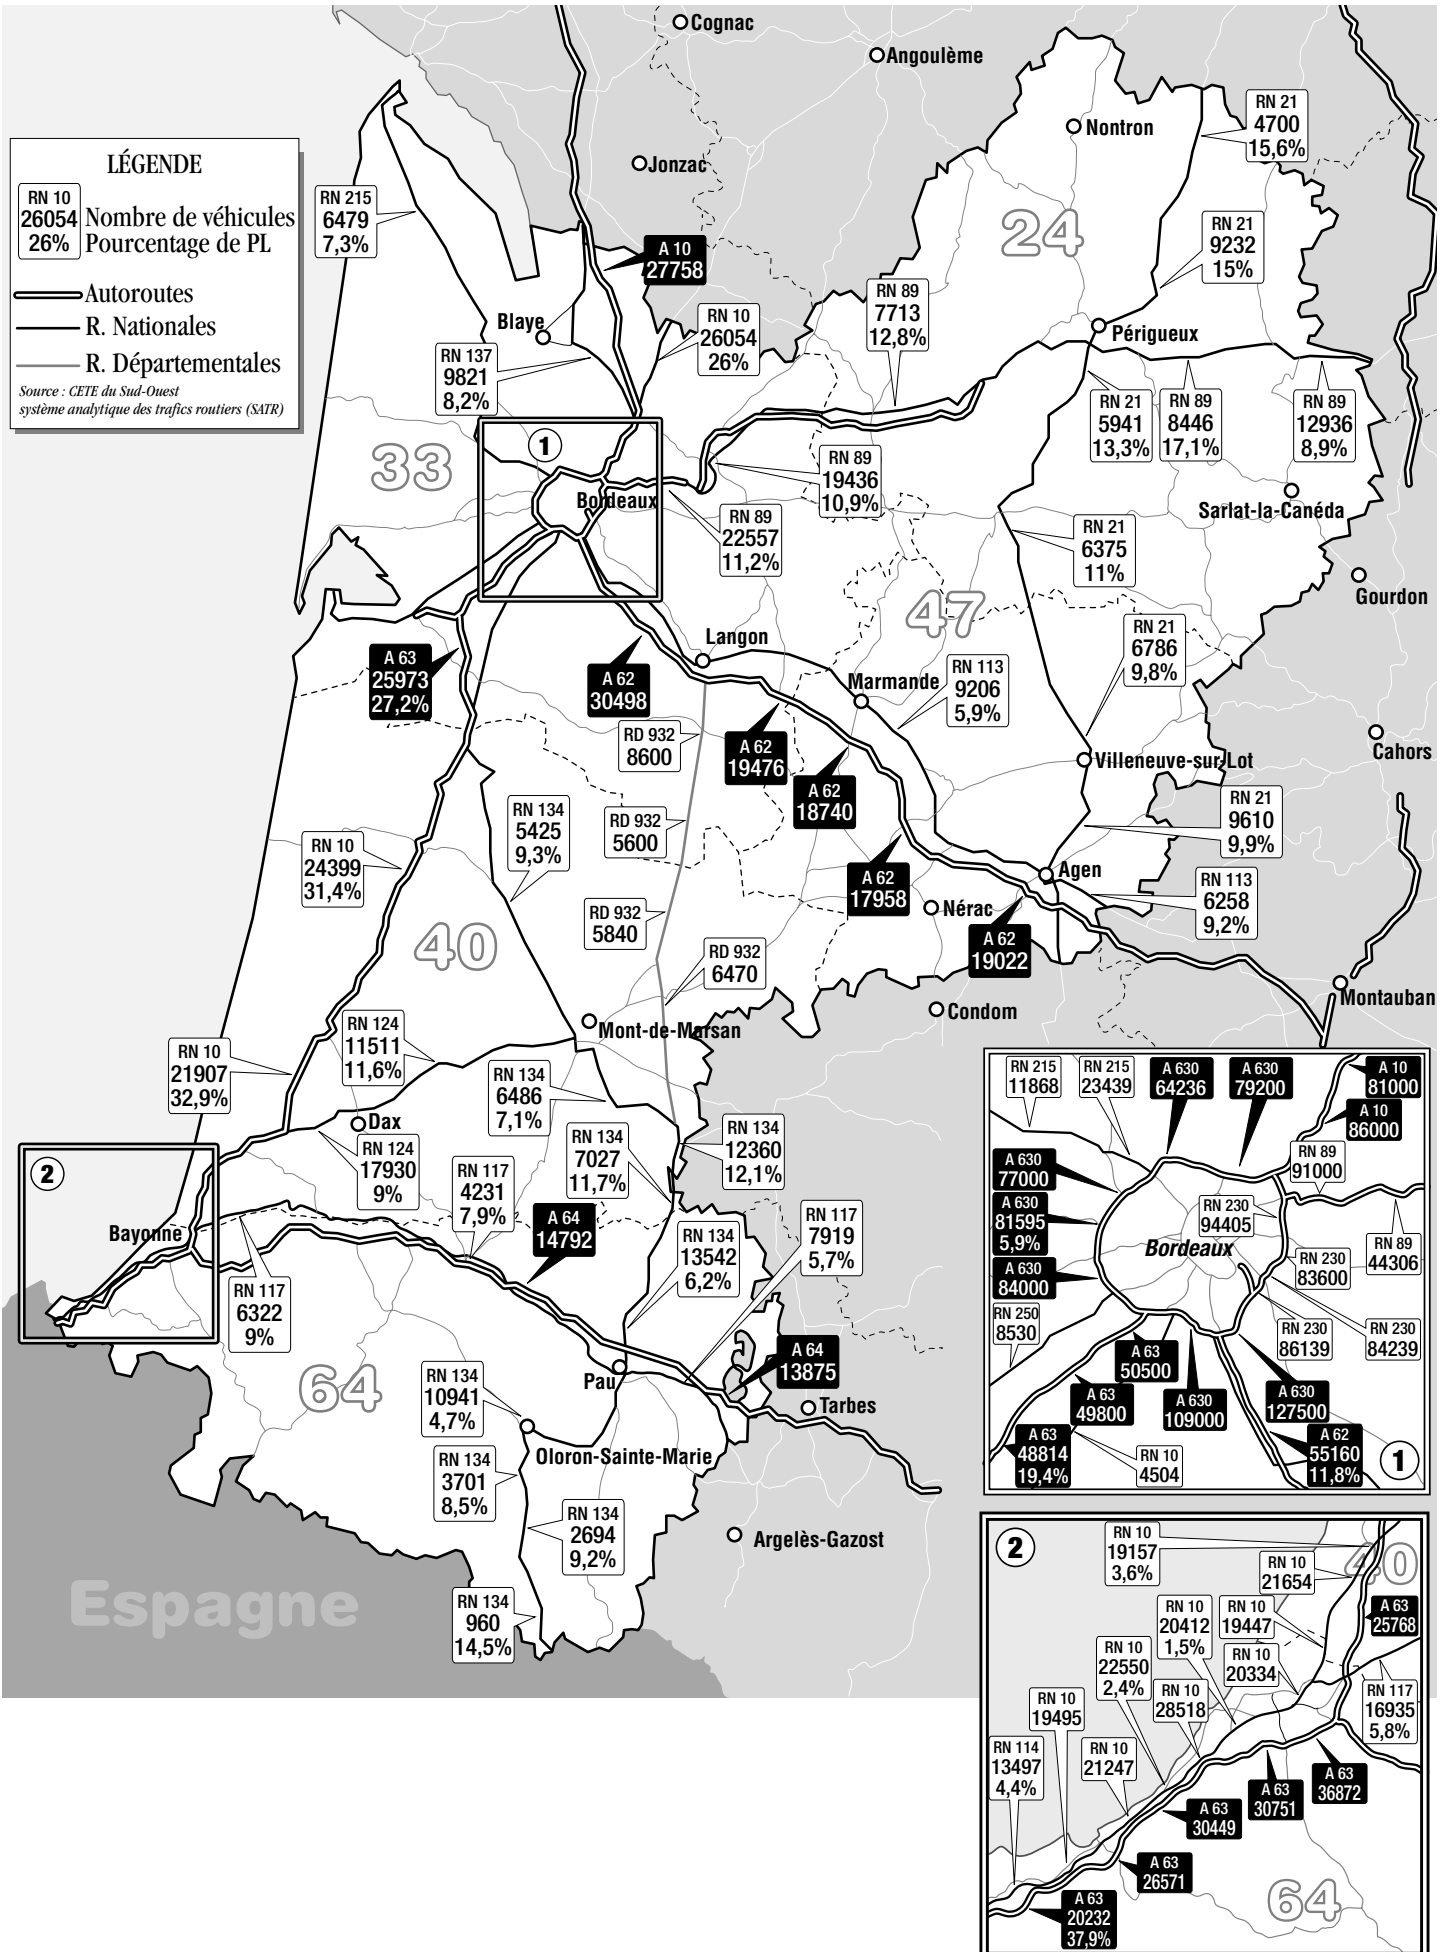 Cognac
Angoulème
Nontron
Jonzac
RN 21
4700
15,6%
LÉGENDE
RN 10
26054
26%
Nombre de véhicules
Pourcentage de PL
Autoroutes
R. Nationales
R. Départementales
Source : CETE du Sud-Ouest
système analytique des trafics routiers (SATR)
RN 215
6479
7,3%
24
RN 21
9232
15%
A 10
27758
RN 89
7713
12,8%
Blaye
RN 10
26054
26%
Périgueux
RN 137
9821
8,2%
RN 21
5941
13,3%
RN 89
8446
17,1%
RN 89
12936
8,9%
33
1
Bordeaux
RN 89
19436
10,9%
Sarlat-la-Canéda
RN 89
22557
11,2%
RN 21
6375
11%
Gourdon
47
Langon
RN 21
6786
9,8%
A 63
25973
27,2%
A 62
30498
Marmande
RN 113
9206
5,9%
RD 932
8600
A 62
19476
Cahors
Villeneuve-sur-Lot
A 62
18740
RN 134
5425
9,3%
RD 932
5600
RN 21
9610
9,9%
RN 10
24399
31,4%
A 62
17958
Agen
RN 113
6258
9,2%
Nérac
RD 932
5840
40
A 62
19022
RD 932
6470
Montauban
Condom
Mont-de-Marsan
RN 124
11511
11,6%
RN 10
21907
32,9%
RN 134
6486
7,1%
Dax
RN 134
12360
12,1%
RN 134
7027
11,7%
RN 124
17930
9%
2
RN 117
4231
7,9%
Bayonne
A 64
14792
RN 117
7919
5,7%
RN 134
13542
6,2%
RN 117
6322
9%
64
A 64
13875
Pau
RN 134
10941
4,7%
Tarbes
Oloron-Sainte-Marie
RN 134
3701
8,5%
RN 134
2694
9,2%
Argelès-Gazost
Espagne
RN 134
960
14,5%
RN 215
11868
RN 215
23439
A 630
64236
A 630
79200
A 10
81000
A 10
86000
RN 89
91000
A 630
77000
A 630
81595
5,9%
RN 230
94405
Bordeaux
RN 89
44306
RN 230
83600
A 630
84000
RN 250
8530
RN 230
86139
RN 230
84239
A 63
50500
A 63
49800
A 630
109000
A 630
127500
A 63
48814
19,4%
RN 10
4504
A 62
55160
11,8%
1
2
RN 10
19157
3,6%
40
RN 10
21654
RN 10
20412
1,5%
RN 10
19447
A 63
25768
RN 10
22550
2,4%
RN 10
20334
RN 10
28518
RN 117
16935
5,8%
RN 10
19495
RN 114
13497
4,4%
RN 10
21247
A 63
36872
A 63
30751
A 63
30449
A 63
26571
64
A 63
20232
37,9%